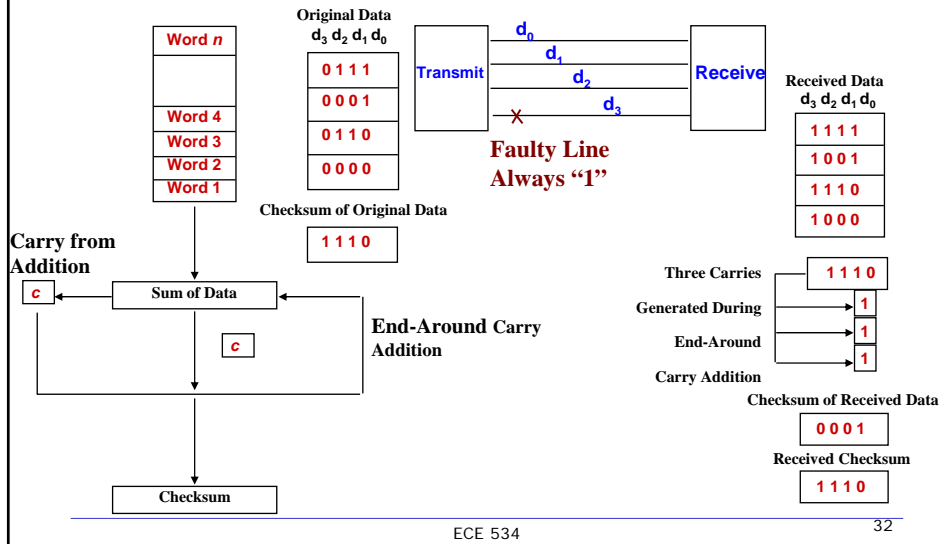 Word n
Word 4
Word 3
Word 2
Word 1
Original Data
d3 d2 d1 d0
0 1 1 1
0 0 0 1
0 1 1 0
0 0 0 0
Checksum of Original Data
1 1 1 0
Transmit
d0
d1
d2
d3
Receive
Faulty Line
Always “1”
Received Data
d3 d2 d1 d0
1 1 1 1
1 0 0 1
1 1 1 0
1 0 0 0
Carry from
Addition
c
Sum of Data
c
End-Around Carry
Addition
Checksum
Three Carries
Generated During
End-Around
Carry Addition
1 1 1 0
1
1
1
Checksum of Received Data
0 0 0 1
Received Checksum
1 1 1 0
ECE 534
32